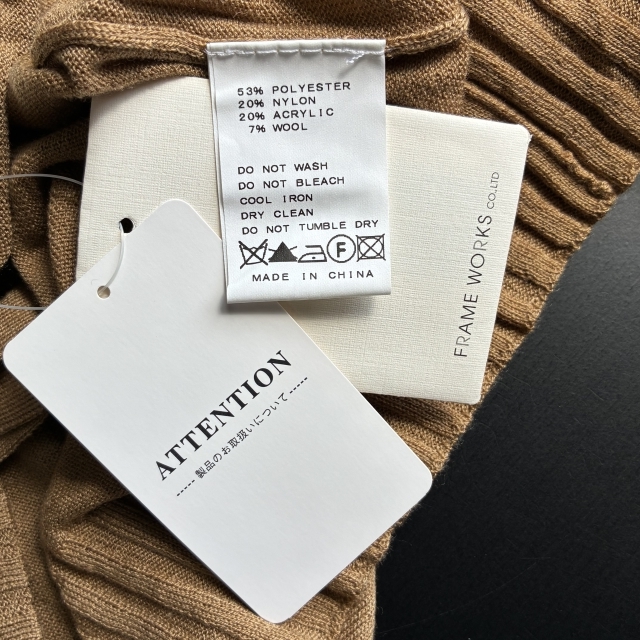 53% POLYESTER
20% NYLON
20% ACRYLIC
7% WOOL
DO NOT WASH
DO NOT BLEACH
COOL IRON
DRY CLEAN
DO NOT TUMBLE DRY
F
MADE IN CHINA
FRAME WORKS CO.,LTD
ATTENTION
----- 製品のお取扱いについて -----